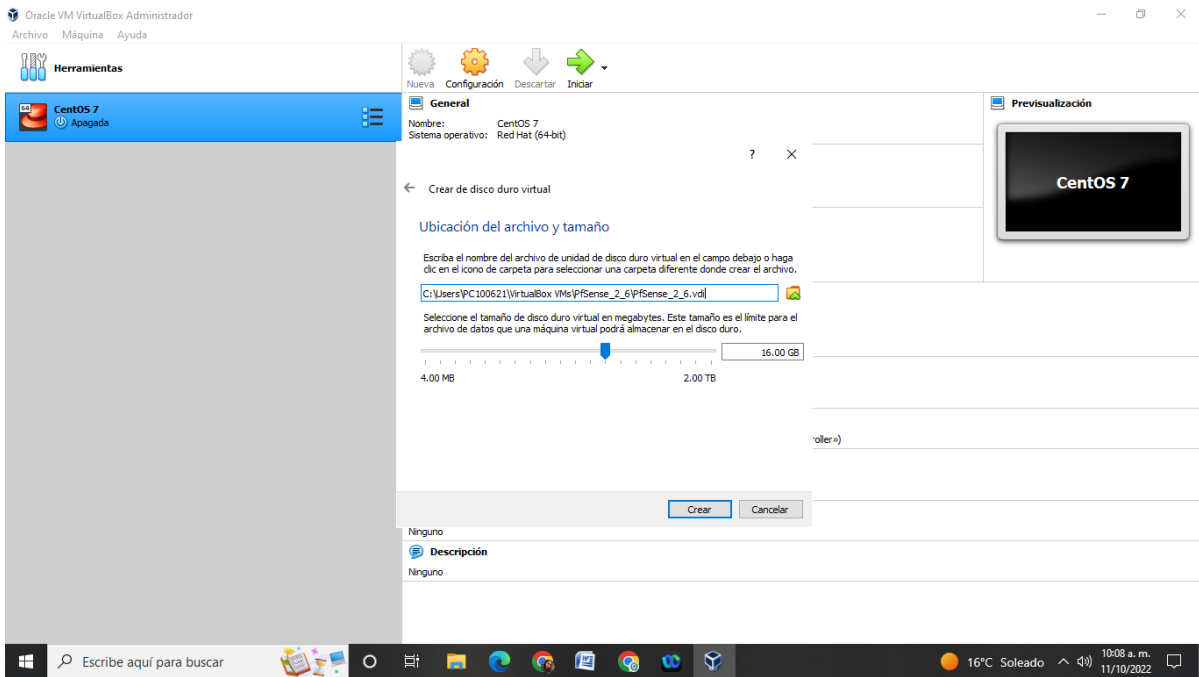 Oracle VM VirtualBox Administrador
Archivo Máquina Ayuda
Herramientas
Nueva Configuración Descartar Iniciar
64 CentOS 7
Apagada
General
Nombre: CentOS 7
Sistema operativo: Red Hat (64-bit)
Previsualización
CentOS 7
?
Crear de disco duro virtual
Ubicación del archivo y tamaño
Escriba el nombre del archivo de unidad de disco duro virtual en el campo debajo o haga
clic en el icono de carpeta para seleccionar una carpeta diferente donde crear el archivo.
C:\Users\PC100621\VirtualBox VMs\PfSense_2_6\PfSense_2_6.vdi
Seleccione el tamaño de disco duro virtual en megabytes. Este tamaño es el límite para el
archivo de datos que una máquina virtual podrá almacenar en el disco duro.
16.00 GB
4.00 MB 2.00 TB
roller»)
Crear Cancelar
Ninguno
Descripción
Ninguno
Escribe aquí para buscar
16°C Soleado
10:08 a. m.
11/10/2022